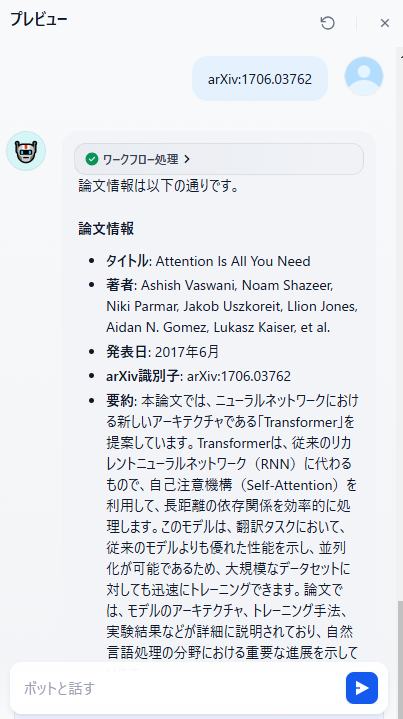 プレビュー
arXiv:1706.03762
ワークフロー処理
論文情報は以下の通りです。
論文情報
• タイトル: Attention Is All You Need
• 著者: Ashish Vaswani, Noam Shazeer,
Niki Parmar, Jakob Uszkoreit, Llion Jones,
Aidan N. Gomez, Lukasz Kaiser, et al.
• 発表日: 2017年6月
• arXiv識別子: arXiv:1706.03762
• 要約: 本論文では、ニューラルネットワークにおけ
る新しいアーキテクチャである「Transformer」を
提案しています。Transformerは、従来のリカ
レントニューラルネットワーク（RNN）に代わる
もので、自己注意機構（Self-Attention）を
利用して、長距離の依存関係を効率的に処
理します。このモデルは、翻訳タスクにおいて、
従来のモデルよりも優れた性能を示し、並列
化が可能であるため、大規模なデータセットに
対しても迅速にトレーニングできます。論文で
は、モデルのアーキテクチャ、トレーニング手法、
実験結果などが詳細に説明されており、自然
言語処理の分野における重要な進展を示して
ボットと話す